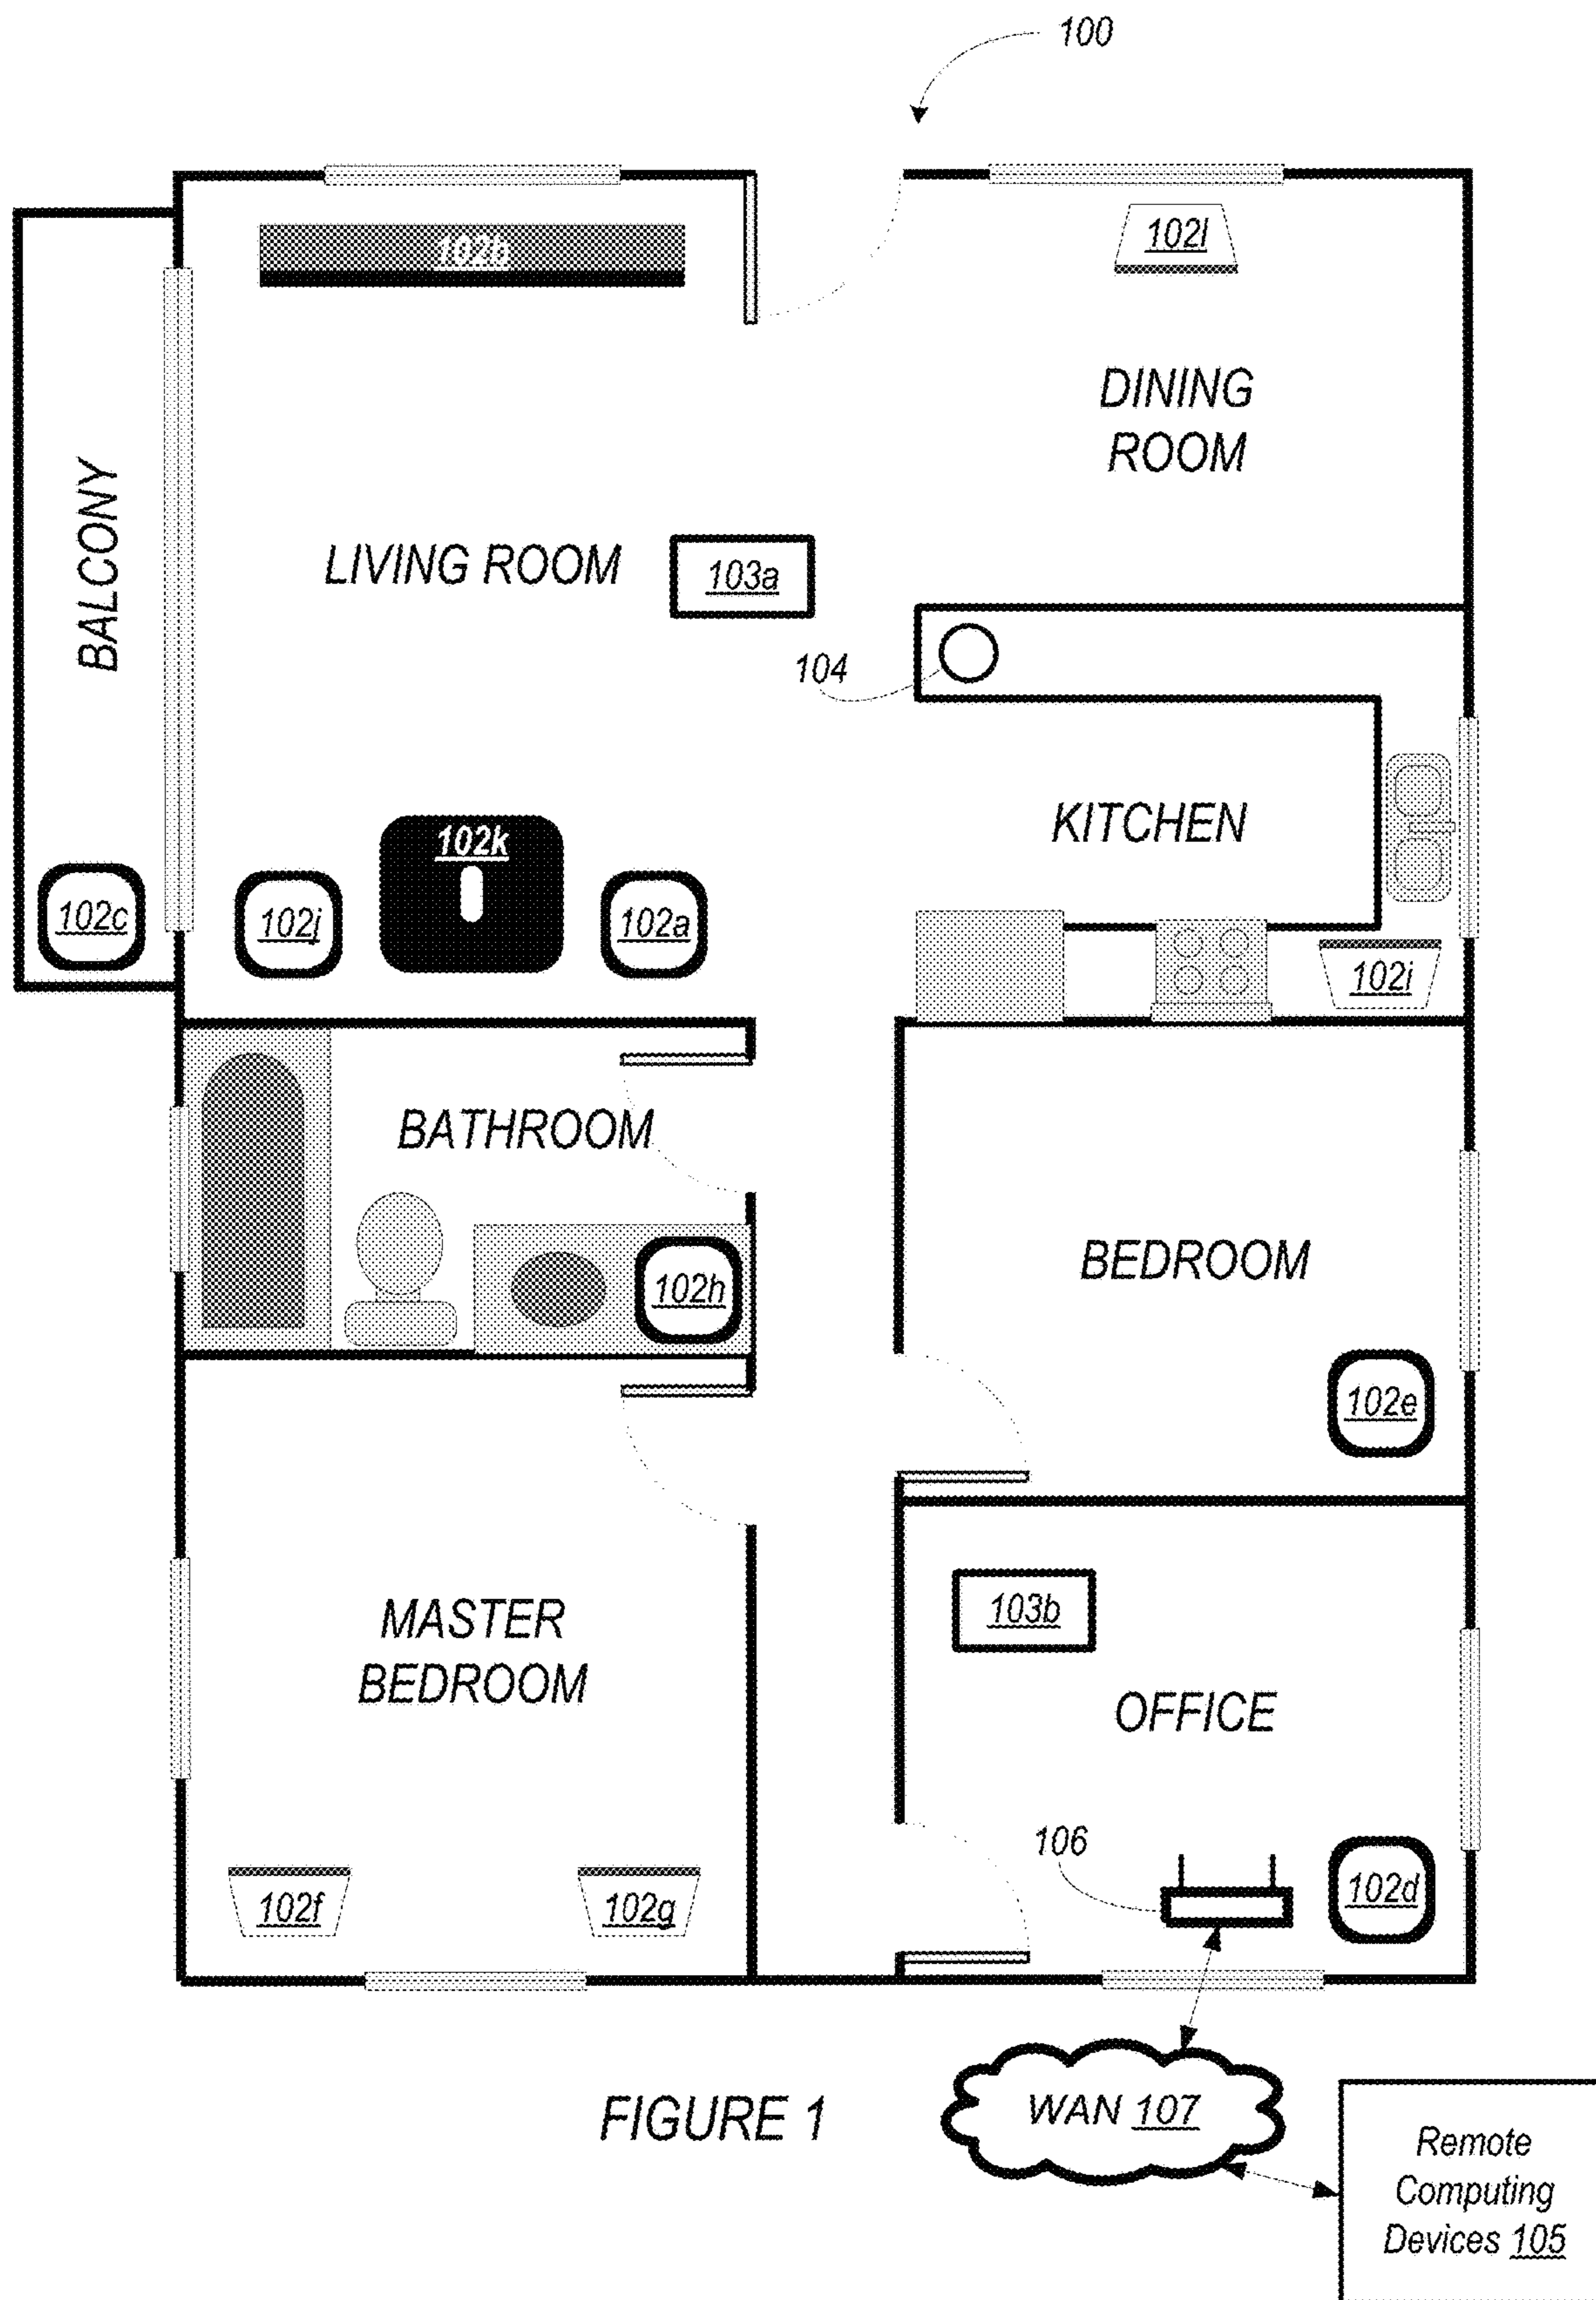 100
102b
102l
DINING
ROOM
BALCONY
LIVING ROOM
103a
104
KITCHEN
102k
102c
102j
102a
102i
BATHROOM
BEDROOM
102h
102e
MASTER
BEDROOM
103b
OFFICE
106
102f
102g
102d
FIGURE 1
WAN 107
Remote
Computing
Devices 105